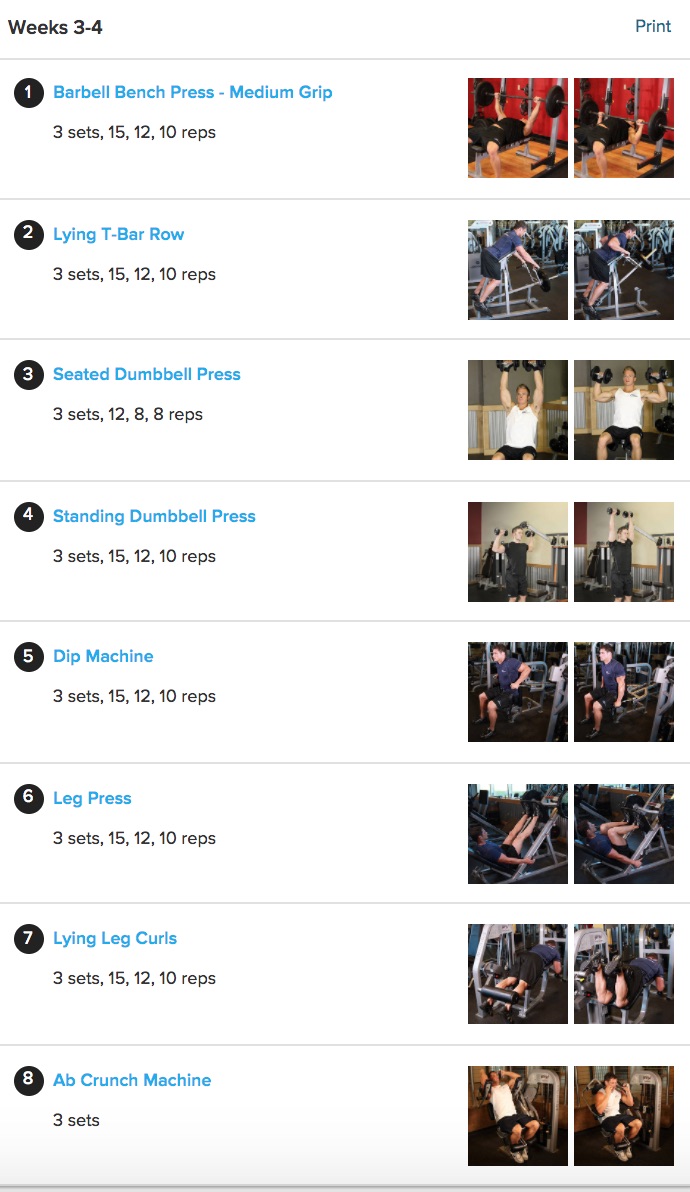 Weeks 3-4
Print
1
Barbell Bench Press - Medium Grip
3 sets, 15, 12, 10 reps
2
Lying T-Bar Row
3 sets, 15, 12, 10 reps
3
Seated Dumbbell Press
3 sets, 12, 8, 8 reps
4
Standing Dumbbell Press
3 sets, 15, 12, 10 reps
5
Dip Machine
3 sets, 15, 12, 10 reps
6
Leg Press
3 sets, 15, 12, 10 reps
7
Lying Leg Curls
3 sets, 15, 12, 10 reps
8
Ab Crunch Machine
3 sets